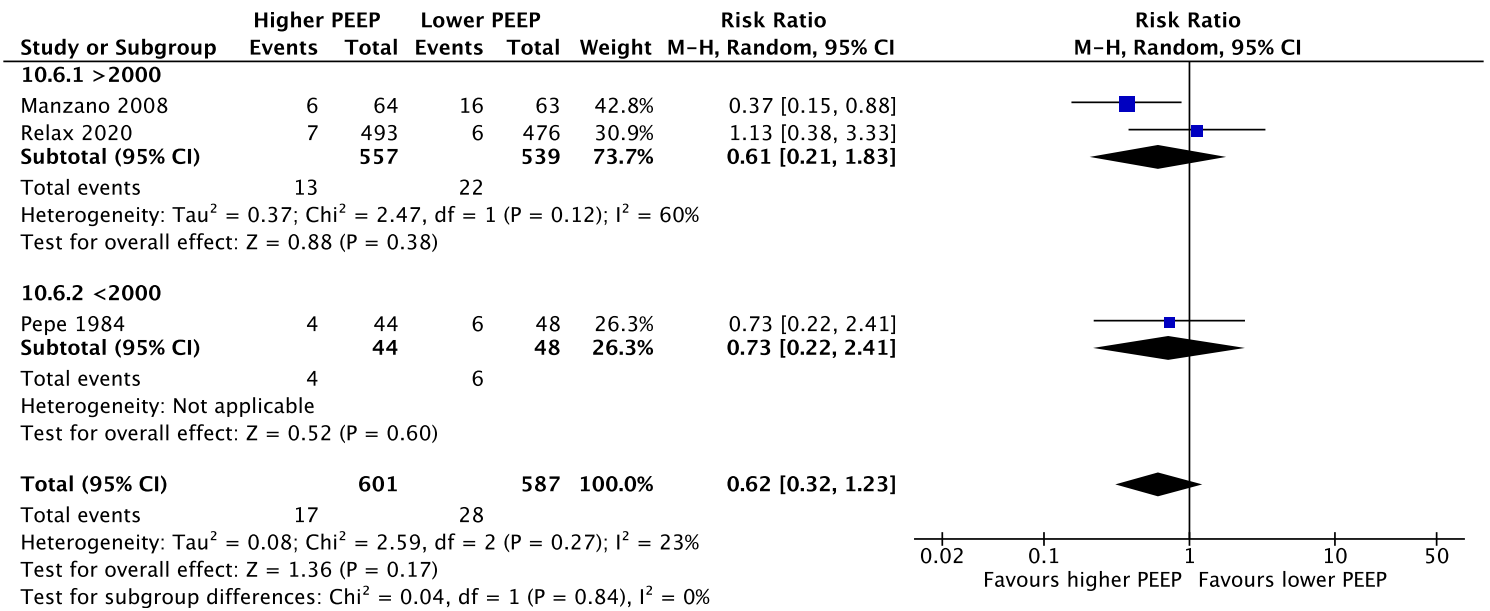 Higher PEEP Lower PEEP Risk Ratio Risk Ratio
Study or Subgroup Events Total Events Total Weight M-H, Random, 95% CI M-H, Random, 95% CI
10.6.1 >2000
Manzano 2008 6 64 16 63 42.8% 0.37 [0.15, 0.88]
Relax 2020 7 493 6 476 30.9% 1.13 [0.38, 3.33]
Subtotal (95% CI) 557 539 73.7% 0.61 [0.21, 1.83]
Total events 13 22
Heterogeneity: Tau² = 0.37; Chi² = 2.47, df = 1 (P = 0.12); I² = 60%
Test for overall effect: Z = 0.88 (P = 0.38)
10.6.2 <2000
Pepe 1984 4 44 6 48 26.3% 0.73 [0.22, 2.41]
Subtotal (95% CI) 44 48 26.3% 0.73 [0.22, 2.41]
Total events 4 6
Heterogeneity: Not applicable
Test for overall effect: Z = 0.52 (P = 0.60)
Total (95% CI) 601 587 100.0% 0.62 [0.32, 1.23]
Total events 17 28
Heterogeneity: Tau² = 0.08; Chi² = 2.59, df = 2 (P = 0.27); I² = 23%
Test for overall effect: Z = 1.36 (P = 0.17)
Test for subgroup differences: Chi² = 0.04, df = 1 (P = 0.84), I² = 0%
0.02 0.1 1 10 50
Favours higher PEEP Favours lower PEEP